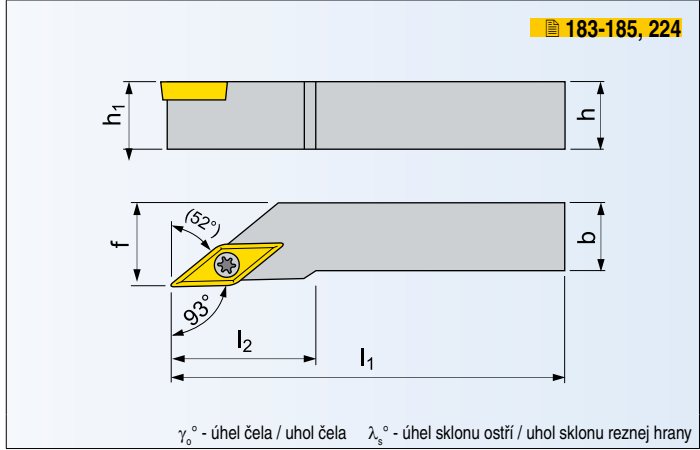 183-185, 224
h₁
h
(52°)
f
b
93°
l₂
l₁
γₒ° - úhel čela / uhol čela λₛ° - úhel sklonu ostří / uhol sklonu reznej hrany